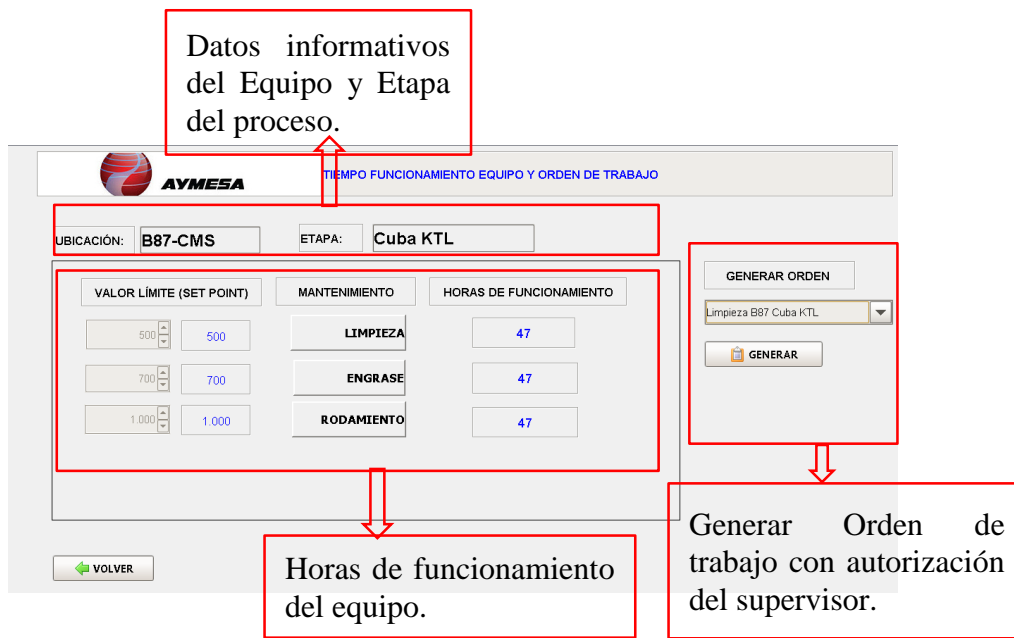 Datos informativos
del Equipo y Etapa
del proceso.
AYMESA
TIEMPO FUNCIONAMIENTO EQUIPO Y ORDEN DE TRABAJO
UBICACIÓN: B87-CMS ETAPA: Cuba KTL
VALOR LÍMITE (SET POINT) MANTENIMIENTO HORAS DE FUNCIONAMIENTO
500 500 LIMPIEZA 47
700 700 ENGRASE 47
1.000 1.000 RODAMIENTO 47
GENERAR ORDEN
Limpieza B87 Cuba KTL
GENERAR
VOLVER
Horas de funcionamiento
del equipo.
Generar Orden de
trabajo con autorización
del supervisor.